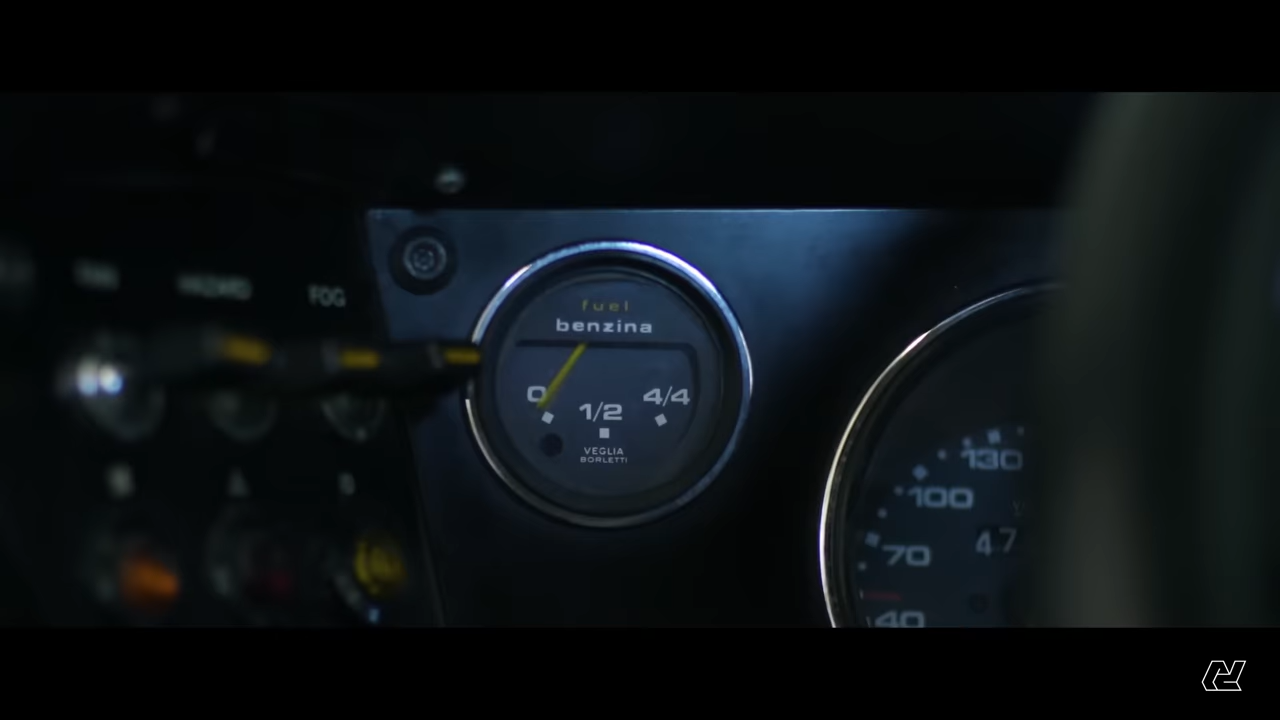 FOG
fuel
benzina
0 1/2 4/4
VEGLIA
BORLETTI
130
100
70
47
40